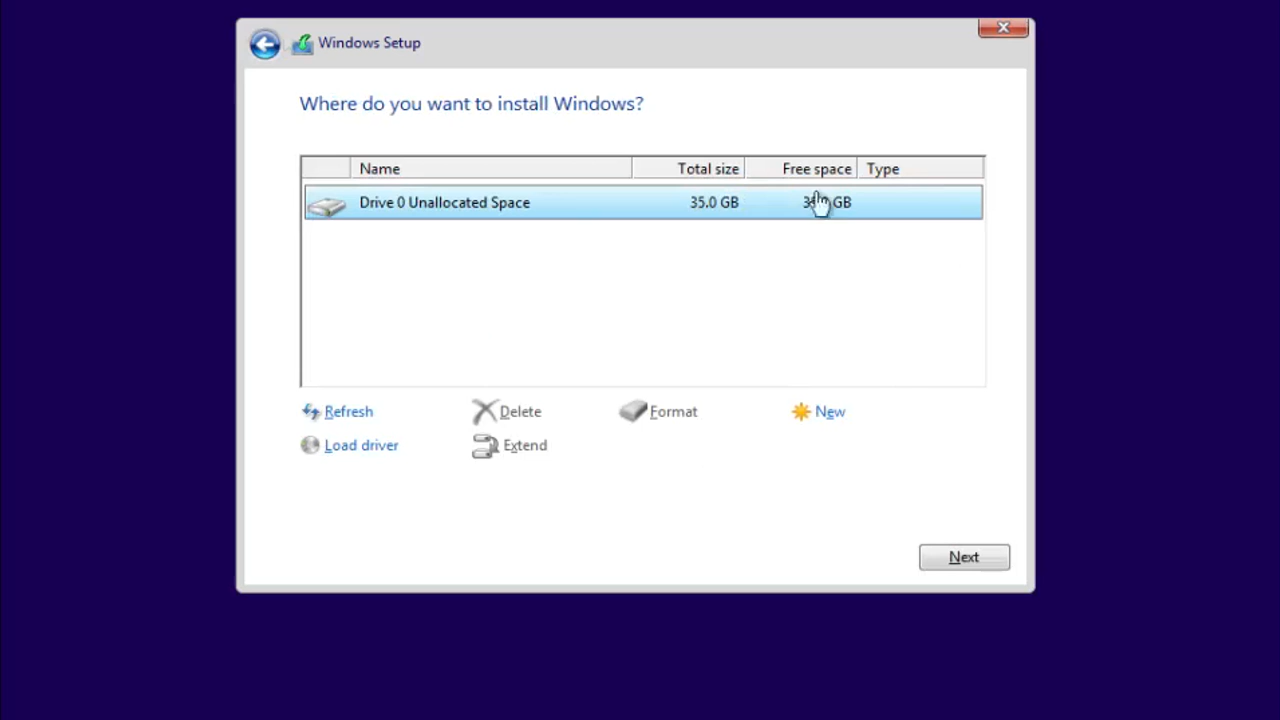 Windows Setup
Where do you want to install Windows?
Name Total size Free space Type
Drive 0 Unallocated Space 35.0 GB GB
Refresh Delete Format New
Load driver Extend
Next